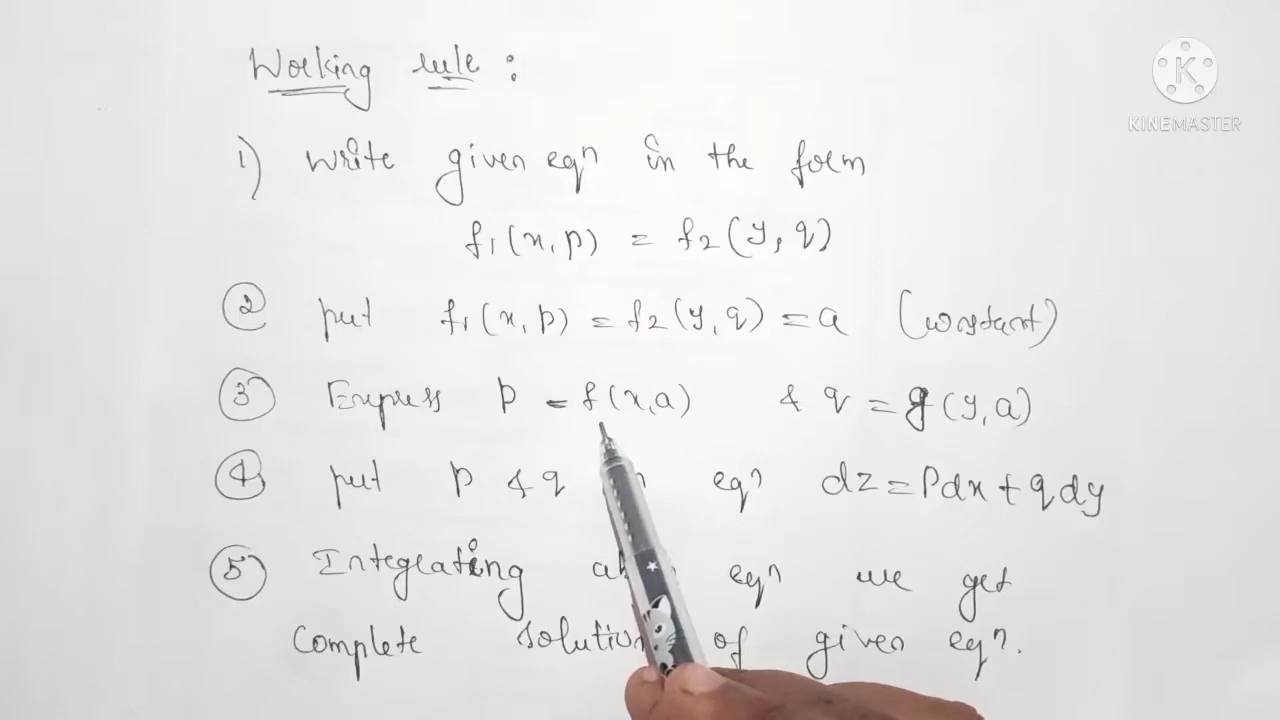 Working rule :
K
KINEMASTER
1) Write given eqn in the form
f1(x, p) = f2(y, q)
2 put f1(x, p) = f2(y, q) = a (constant)
3 Express p = f(x, a) & q = g(y, a)
4 put p & q eqn dz = Pdx + qdy
5 Integrating eqn we get
Complete solution of given eqn.